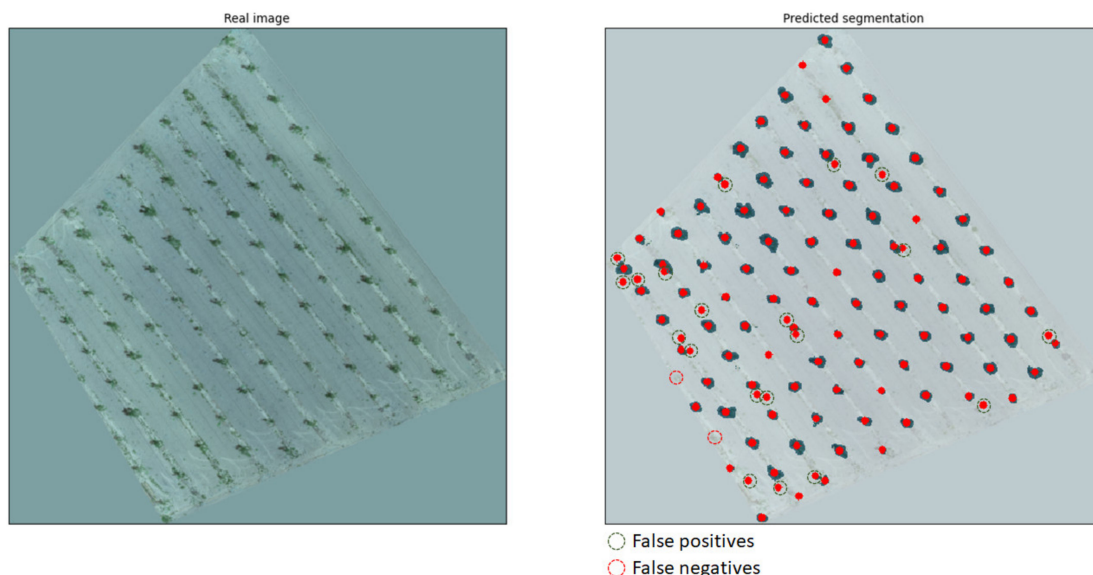 Real image
Predicted segmentation
False positives
False negatives